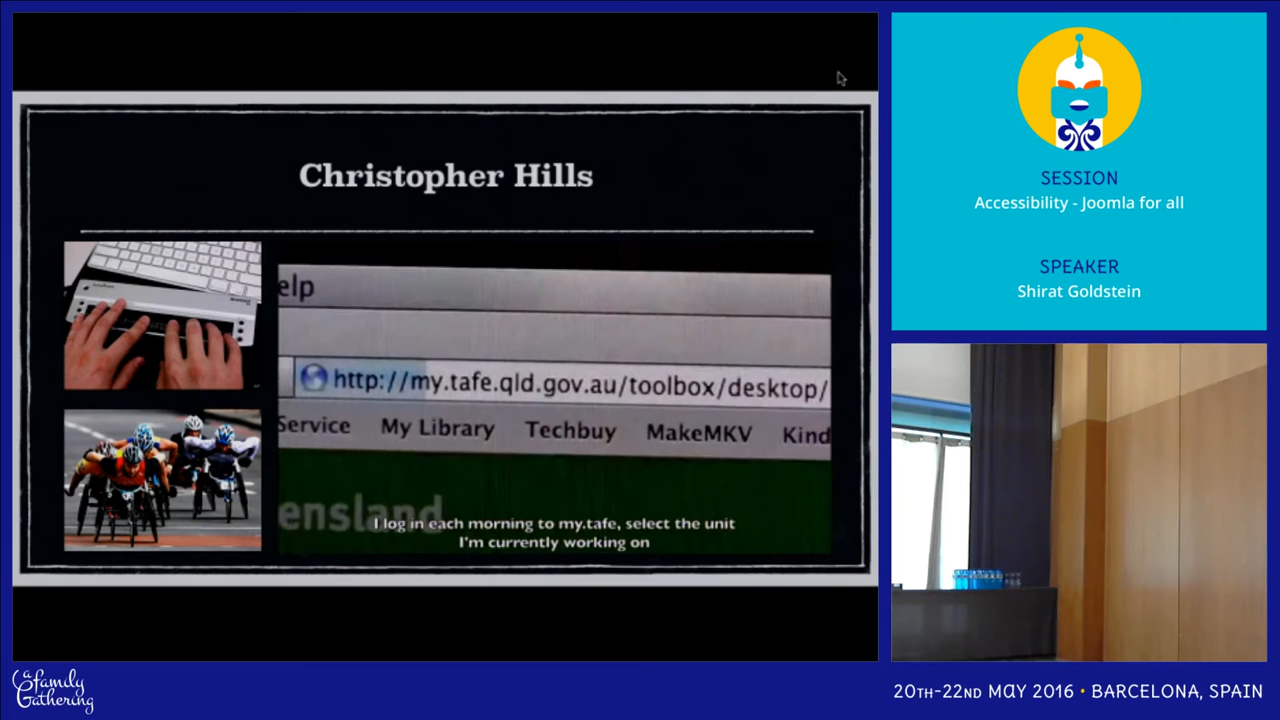 Christopher Hills
elp
http://my.tafe.qld.gov.au/toolbox/desktop/
Service My Library Techbuy MakeMKV Kind
ensland
I log in each morning to my.tafe, select the unit
I'm currently working on
SESSION
Accessibility - Joomla for all
SPEAKER
Shirat Goldstein
a family
Gathering
20TH-22ND MAY 2016 • BARCELONA, SPAIN